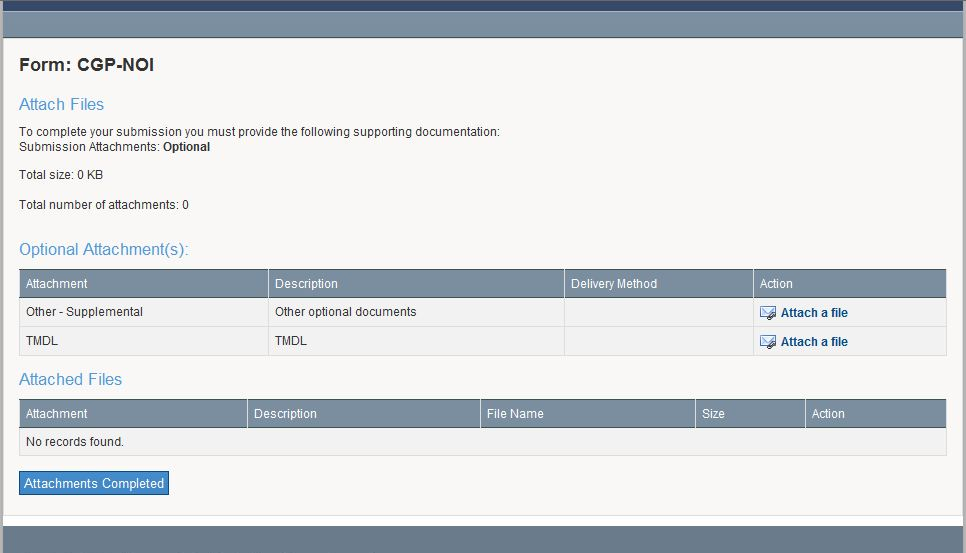 Form: CGP-NOI
Attach Files
To complete your submission you must provide the following supporting documentation:
Submission Attachments: Optional
Total size: 0 KB
Total number of attachments: 0
Optional Attachment(s):
Attachment Description Delivery Method Action
Other - Supplemental Other optional documents Attach a file
TMDL TMDL Attach a file
Attached Files
Attachment Description File Name Size Action
No records found.
Attachments Completed